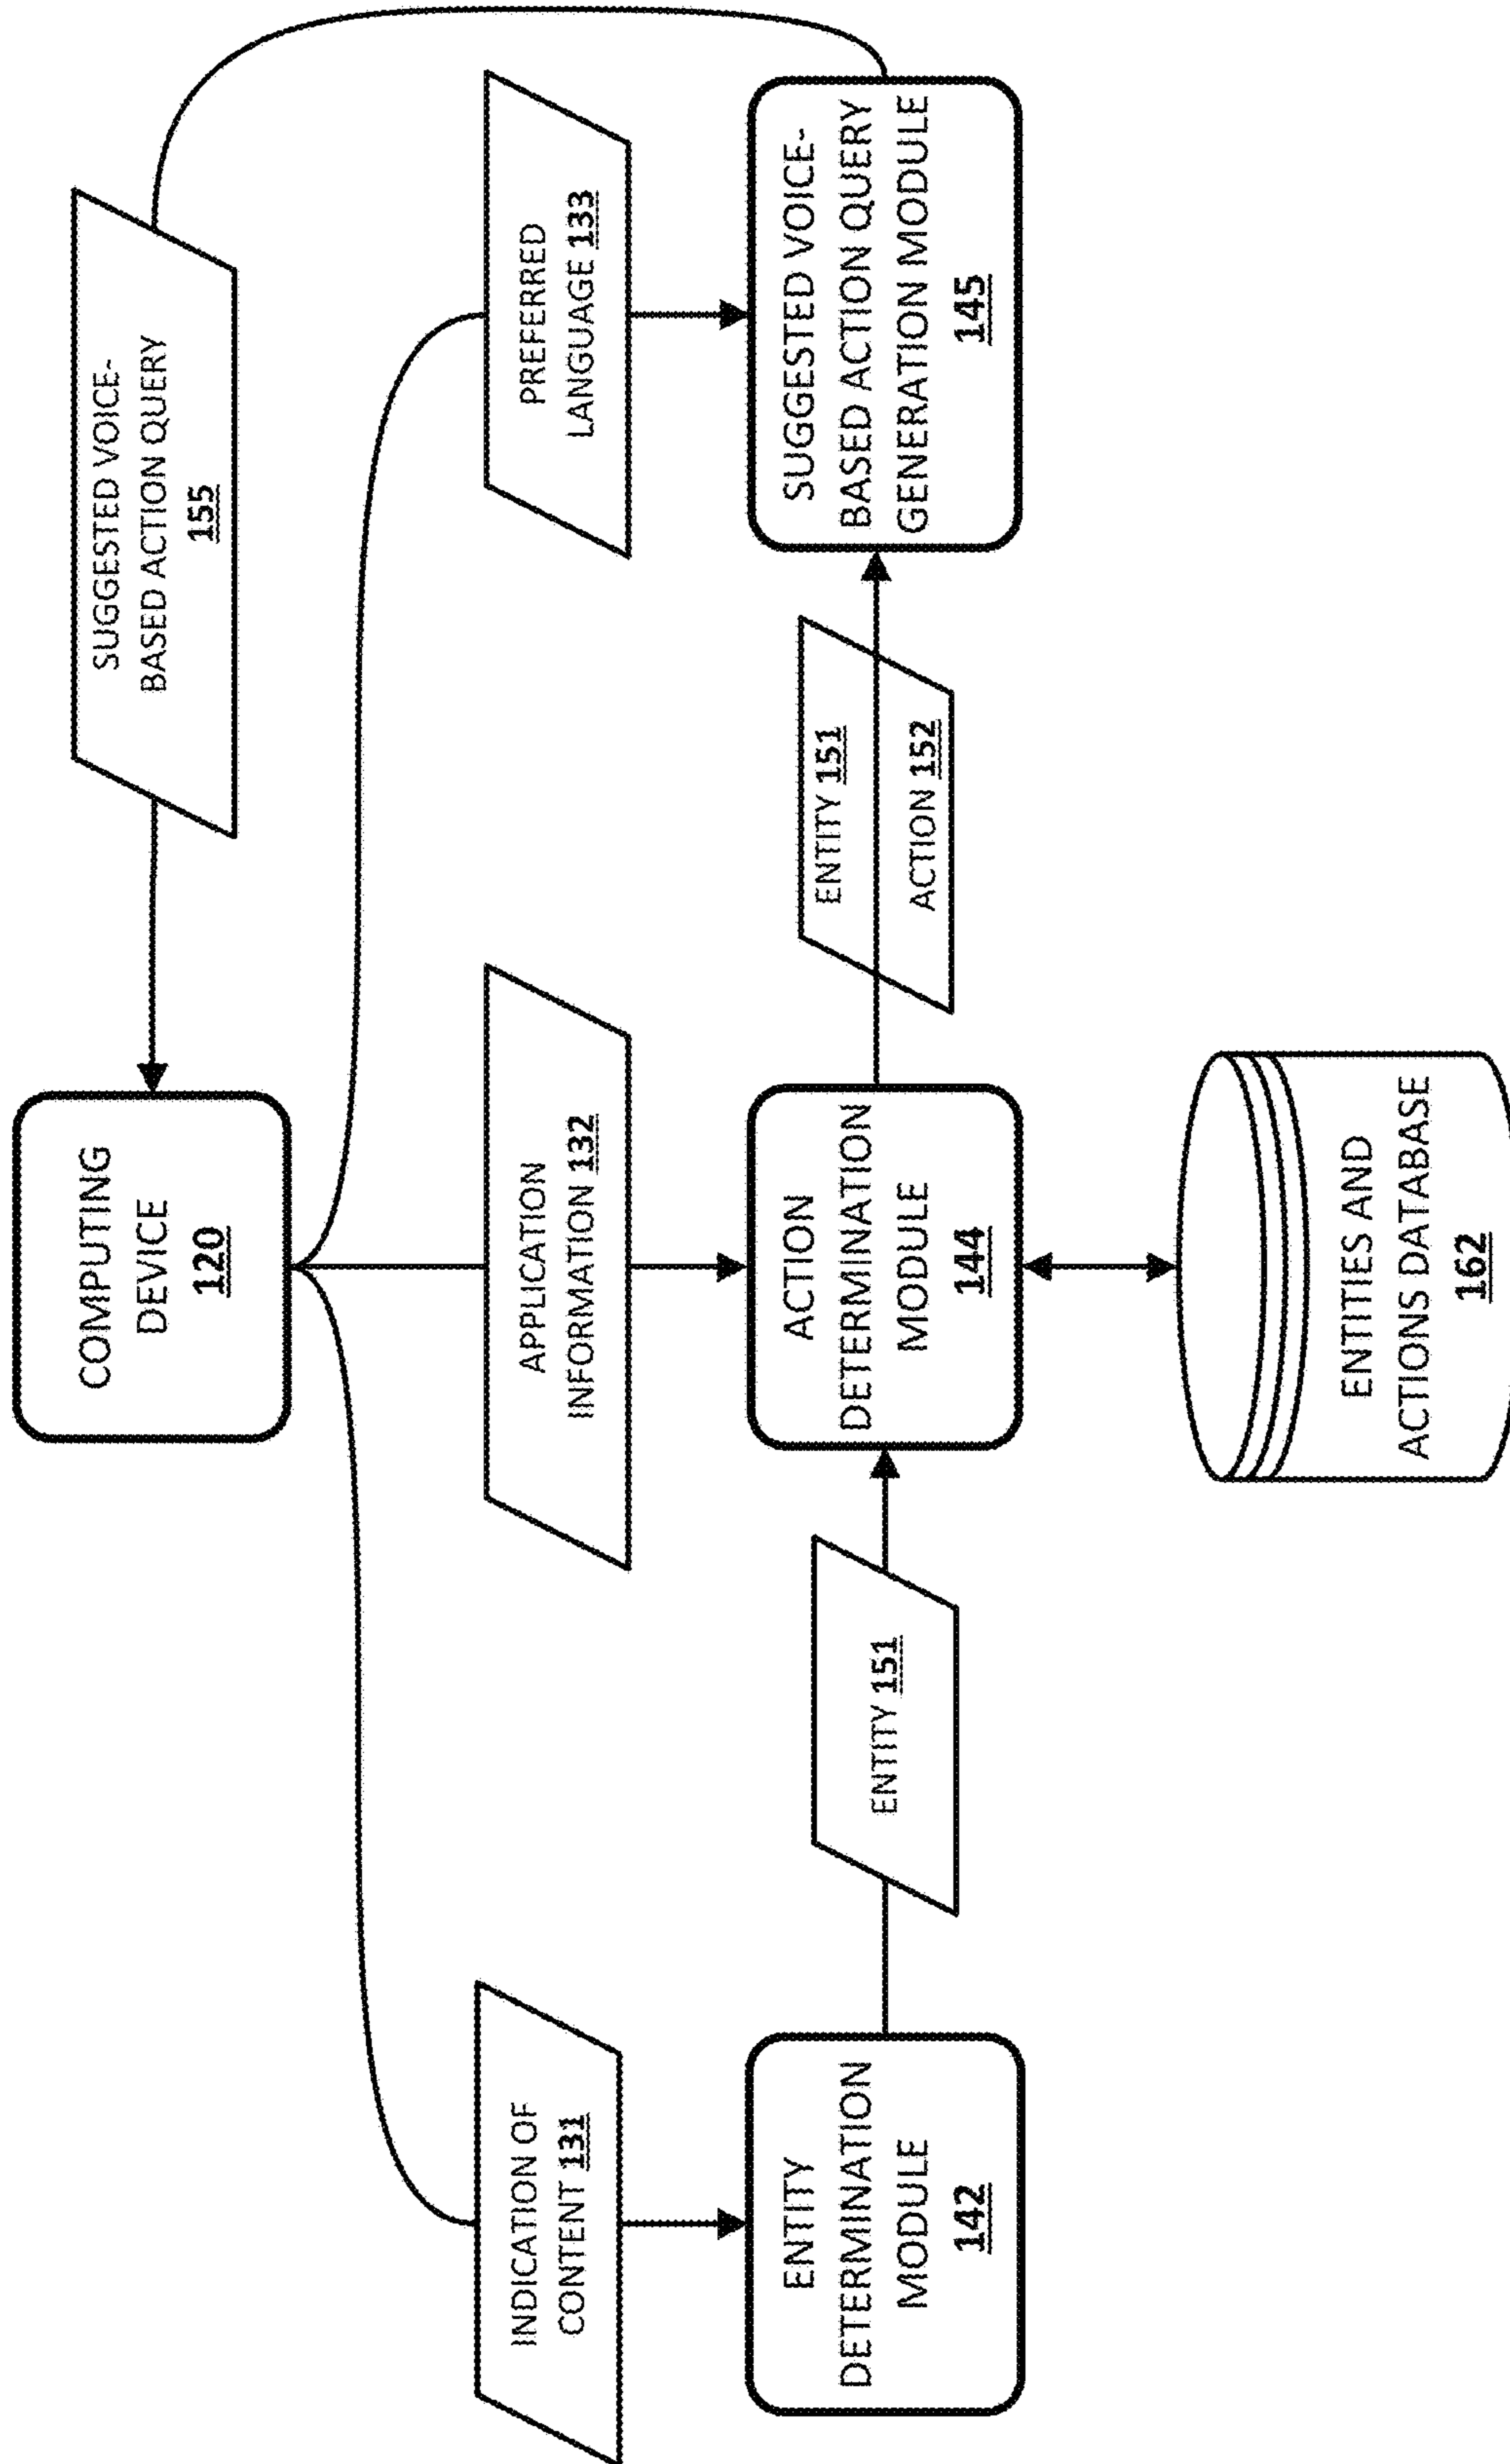 COMPUTING
DEVICE
120
SUGGESTED VOICE-
BASED ACTION QUERY
155
INDICATION OF
CONTENT 131
APPLICATION
INFORMATION 132
PREFERRED
LANGUAGE 133
ENTITY
DETERMINATION
MODULE
142
ENTITY 151
ACTION
DETERMINATION
MODULE
144
ENTITY 151
ACTION 152
SUGGESTED VOICE-
BASED ACTION QUERY
GENERATION MODULE
145
ENTITIES AND
ACTIONS DATABASE
162